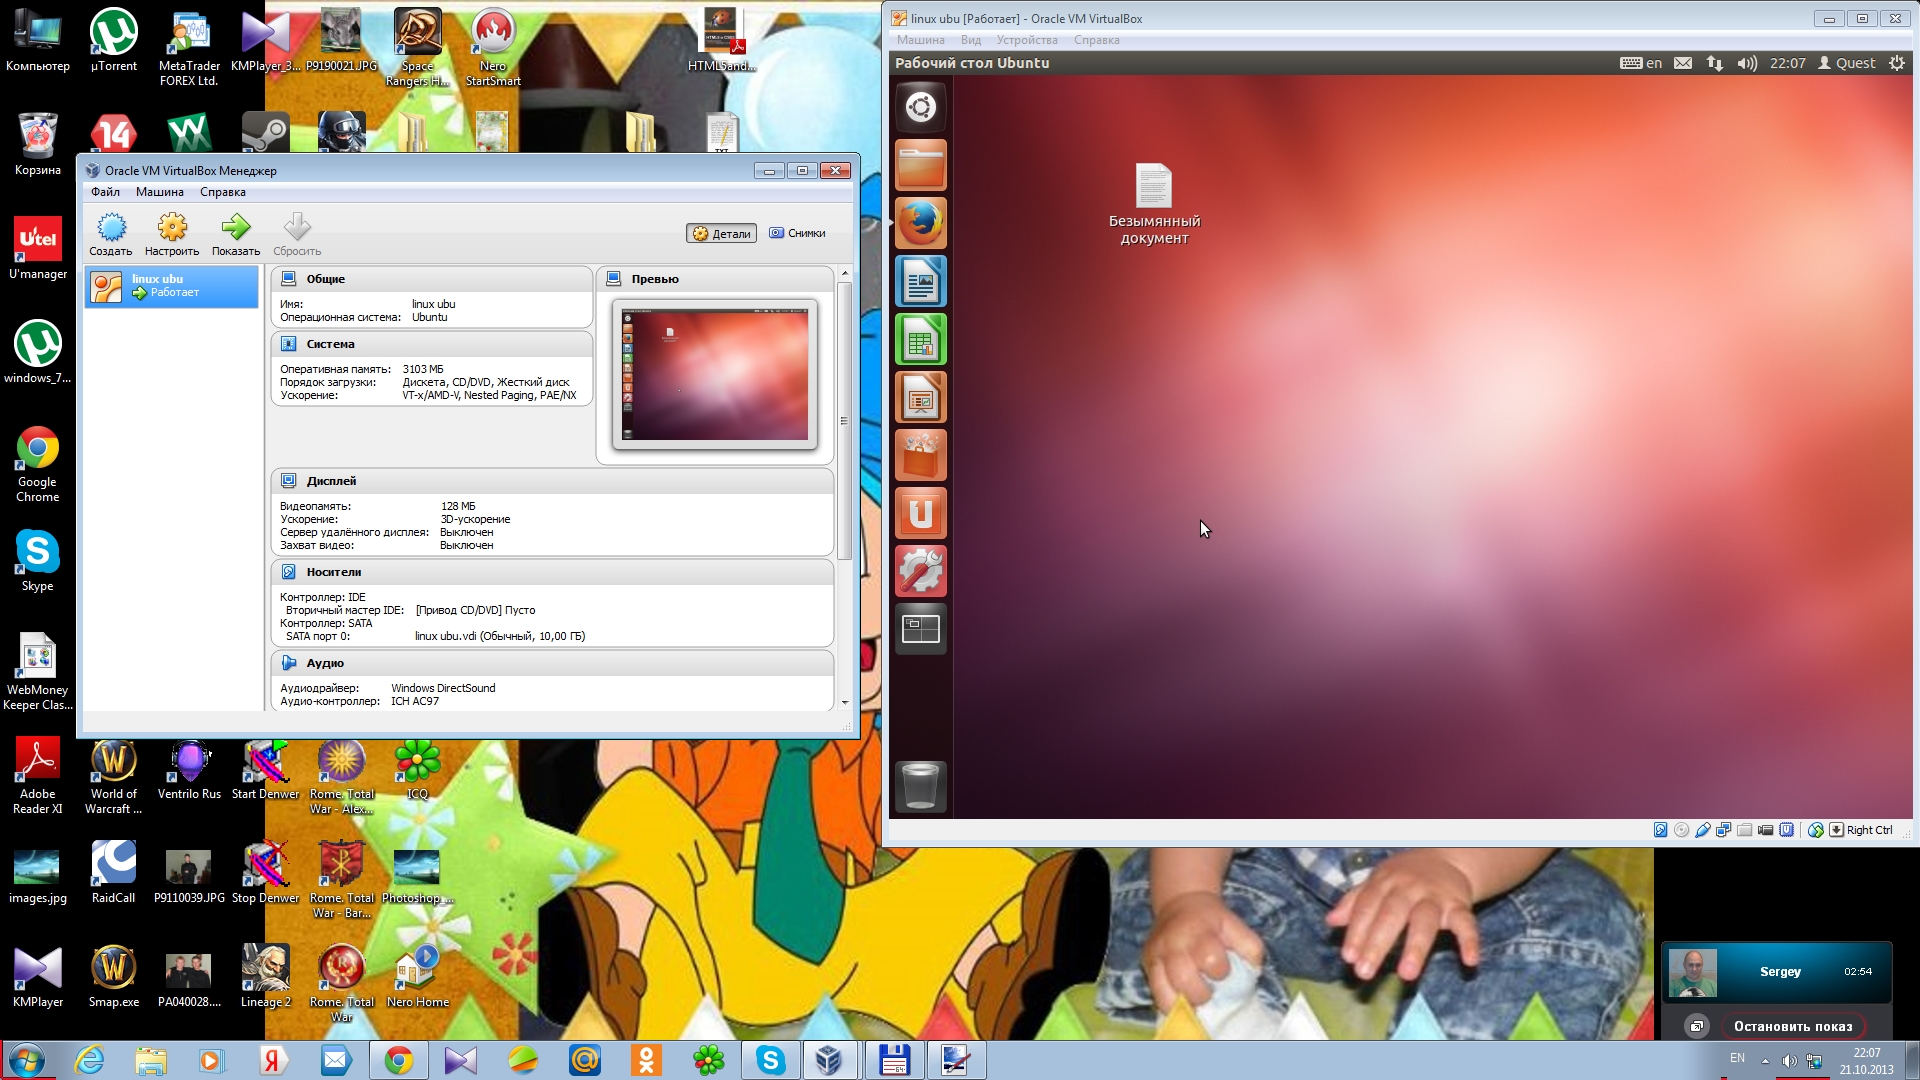 Компьютер
µTorrent
MetaTrader
FOREX Ltd.
KMPlayer_3...
P9190021.JPG
Space
Rangers H...
Nero
StartSmart
HTML5and...
Корзина
14
TXT
Utel
U'manager
windows_7...
Google
Chrome
Skype
WebMoney
Keeper Clas...
Adobe
Reader XI
World of
Warcraft ...
Ventrilo Rus
Start Denwer
Rome. Total
War - Alex...
ICQ
images.jpg
RaidCall
P9110039.JPG
Stop Denwer
Rome. Total
War - Bar...
Photoshop_...
KMPlayer
Smap.exe
PA040028....
Lineage 2
Rome. Total
War
Nero Home
Oracle VM VirtualBox Менеджер
Файл Машина Справка
Создать Настроить Показать Сбросить
Детали Снимки
linux ubu
Работает
Общие
Имя: linux ubu
Операционная система: Ubuntu
Превью
Система
Оперативная память: 3103 МБ
Порядок загрузки: Дискета, CD/DVD, Жесткий диск
Ускорение: VT-x/AMD-V, Nested Paging, PAE/NX
Дисплей
Видеопамять: 128 МБ
Ускорение: 3D-ускорение
Сервер удалённого дисплея: Выключен
Захват видео: Выключен
Носители
Контроллер: IDE
Вторичный мастер IDE: [Привод CD/DVD] Пусто
Контроллер: SATA
SATA порт 0: linux ubu.vdi (Обычный, 10,00 ГБ)
Аудио
Аудиодрайвер: Windows DirectSound
Аудио-контроллер: ICH AC97
linux ubu [Работает] - Oracle VM VirtualBox
Машина Вид Устройства Справка
Рабочий стол Ubuntu
en 22:07 Quest
Безымянный
документ
Right Ctrl
Sergey 02:54
Остановить показ
EN
22:07
21.10.2013